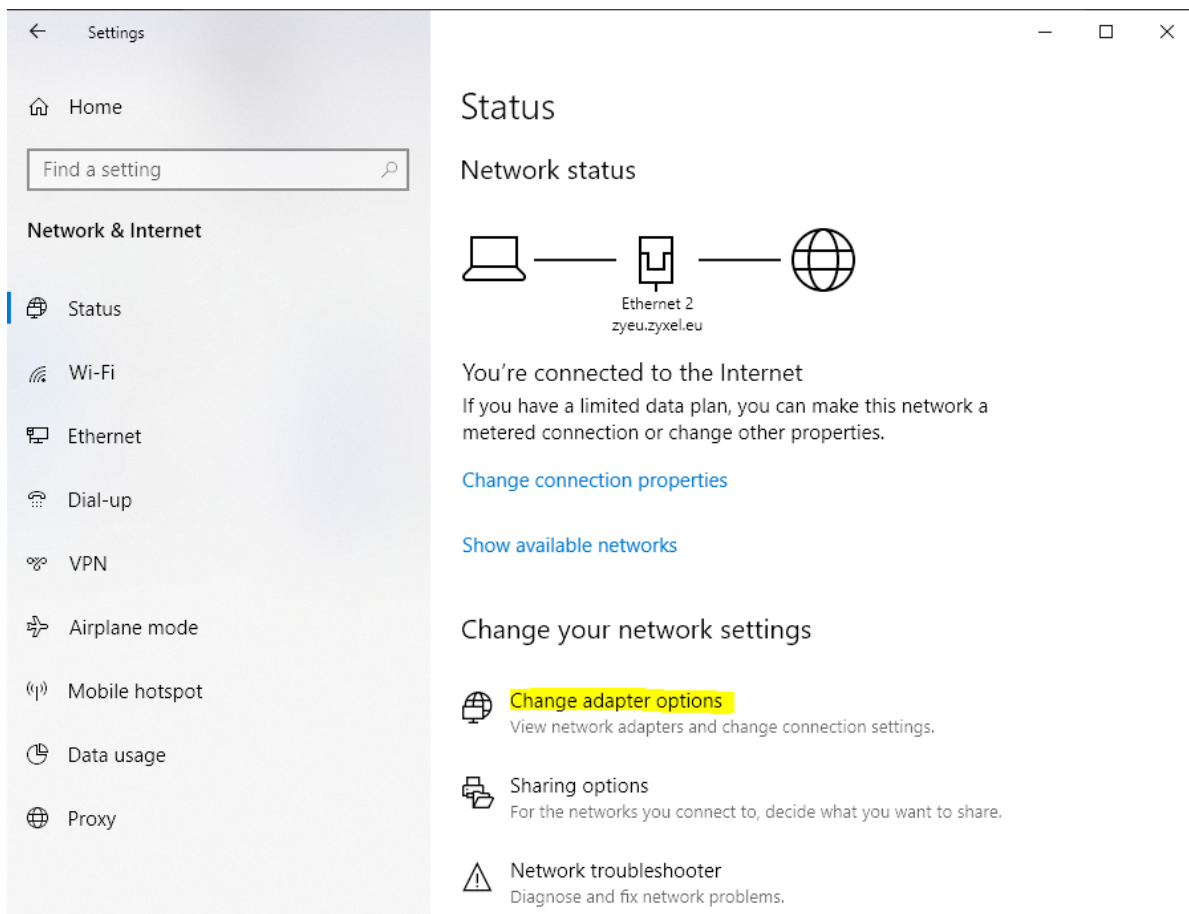 Settings
Home
Find a setting
Network & Internet
Status
Wi-Fi
Ethernet
Dial-up
VPN
Airplane mode
Mobile hotspot
Data usage
Proxy
Status
Network status
Ethernet 2
zyeu.zyxel.eu
You're connected to the Internet
If you have a limited data plan, you can make this network a
metered connection or change other properties.
Change connection properties
Show available networks
Change your network settings
Change adapter options
View network adapters and change connection settings.
Sharing options
For the networks you connect to, decide what you want to share.
Network troubleshooter
Diagnose and fix network problems.